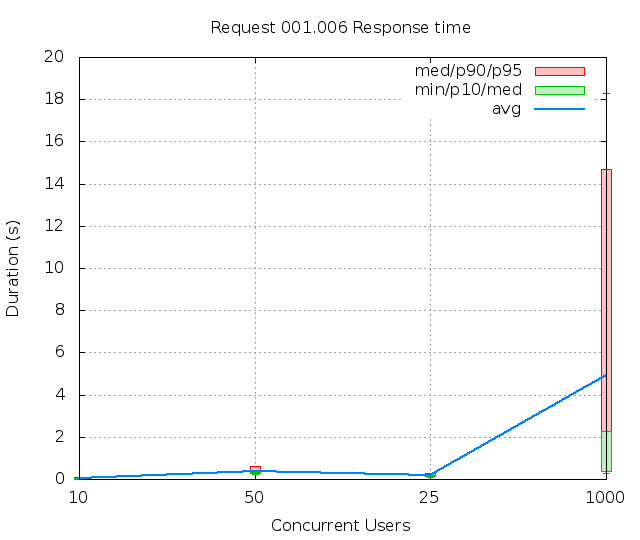 Request 001.006 Response time
20
18
16
14
12
10
8
6
4
2
0
Duration (s)
med/p90/p95
min/p10/med
avg
10 50 25 1000
Concurrent Users